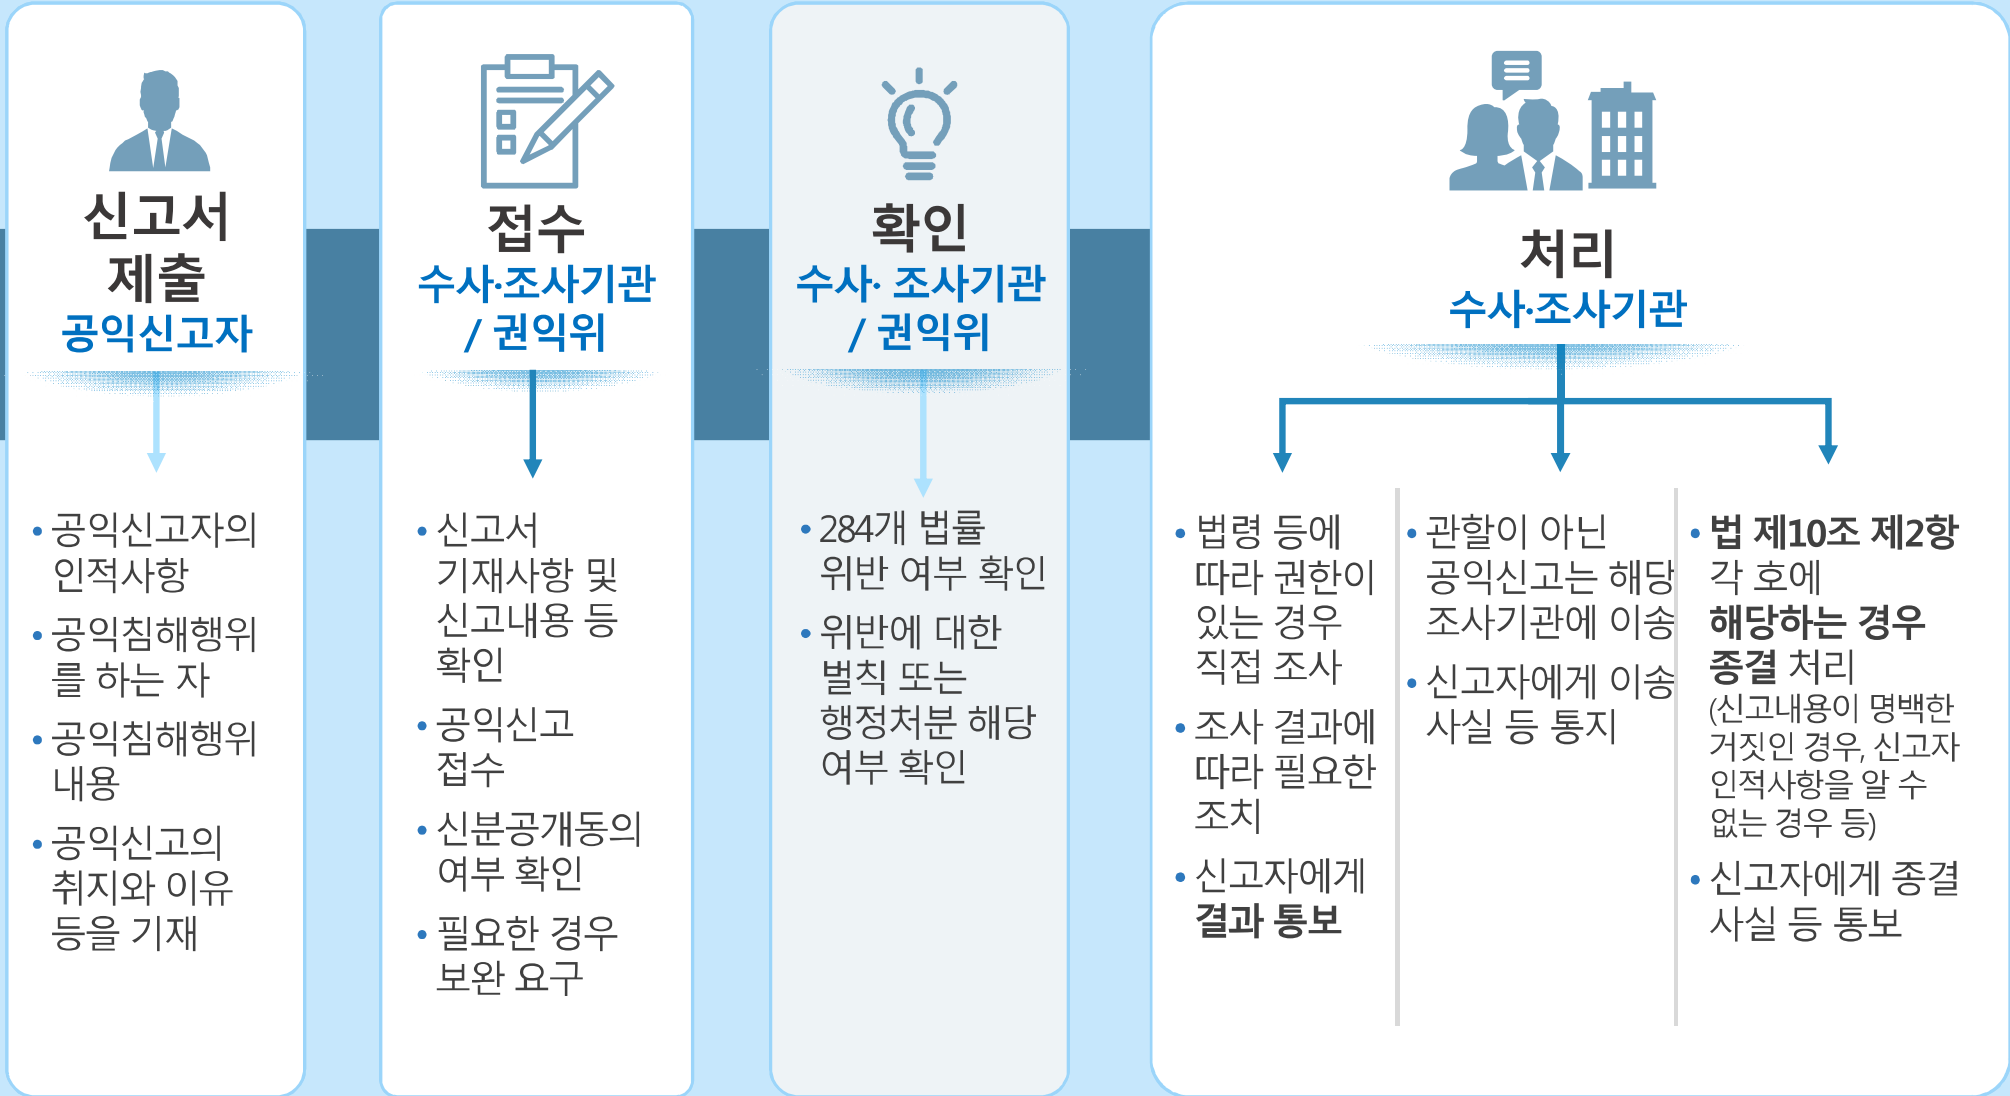 신고서
제출
공익신고자
• 공익신고자의
인적사항
• 공익침해행위
를 하는 자
• 공익침해행위
내용
• 공익신고의
취지와 이유
등을 기재
접수
수사·조사기관
/ 권익위
• 신고서
기재사항 및
신고내용 등
확인
• 공익신고
접수
• 신분공개동의
여부 확인
• 필요한 경우
보완 요구
확인
수사· 조사기관
/ 권익위
• 284개 법률
위반 여부 확인
• 위반에 대한
벌칙 또는
행정처분 해당
여부 확인
처리
수사·조사기관
• 법령 등에
따라 권한이
있는 경우
직접 조사
• 조사 결과에
따라 필요한
조치
• 신고자에게
결과 통보
• 관할이 아닌
공익신고는 해당
조사기관에 이송
• 신고자에게 이송
사실 등 통지
• 법 제10조 제2항
각 호에
해당하는 경우
종결 처리
(신고내용이 명백한
거짓인 경우, 신고자
인적사항을 알 수
없는 경우 등)
• 신고자에게 종결
사실 등 통보